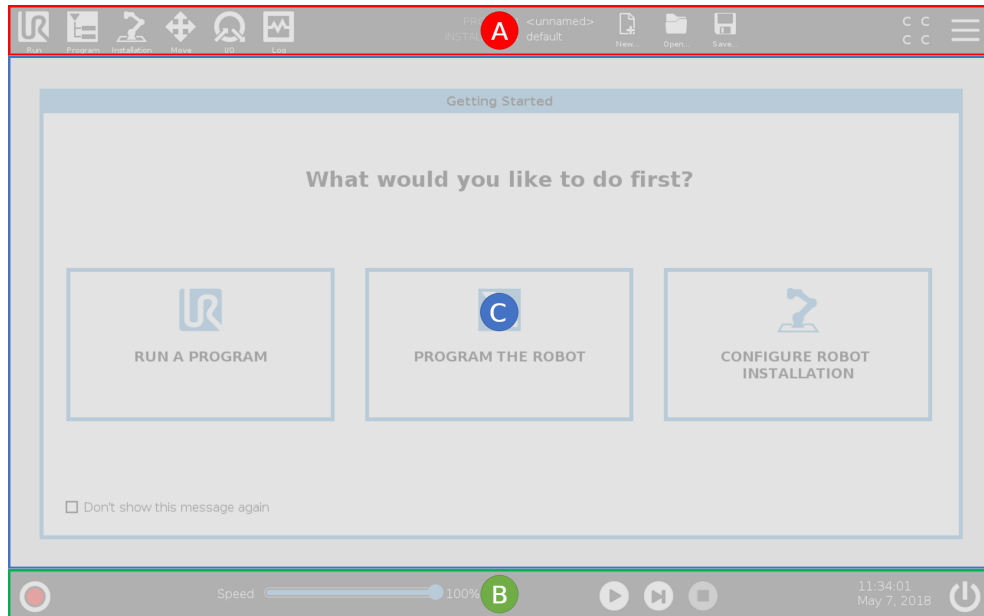 <unnamed>
A
default
Run
Program
Installation
Move
I/O
Log
New...
Open...
Save...
C C
C C
Getting Started
What would you like to do first?
C
RUN A PROGRAM
PROGRAM THE ROBOT
CONFIGURE ROBOT
INSTALLATION
Don't show this message again
Speed
100%
B
11:34:01
May 7, 2018